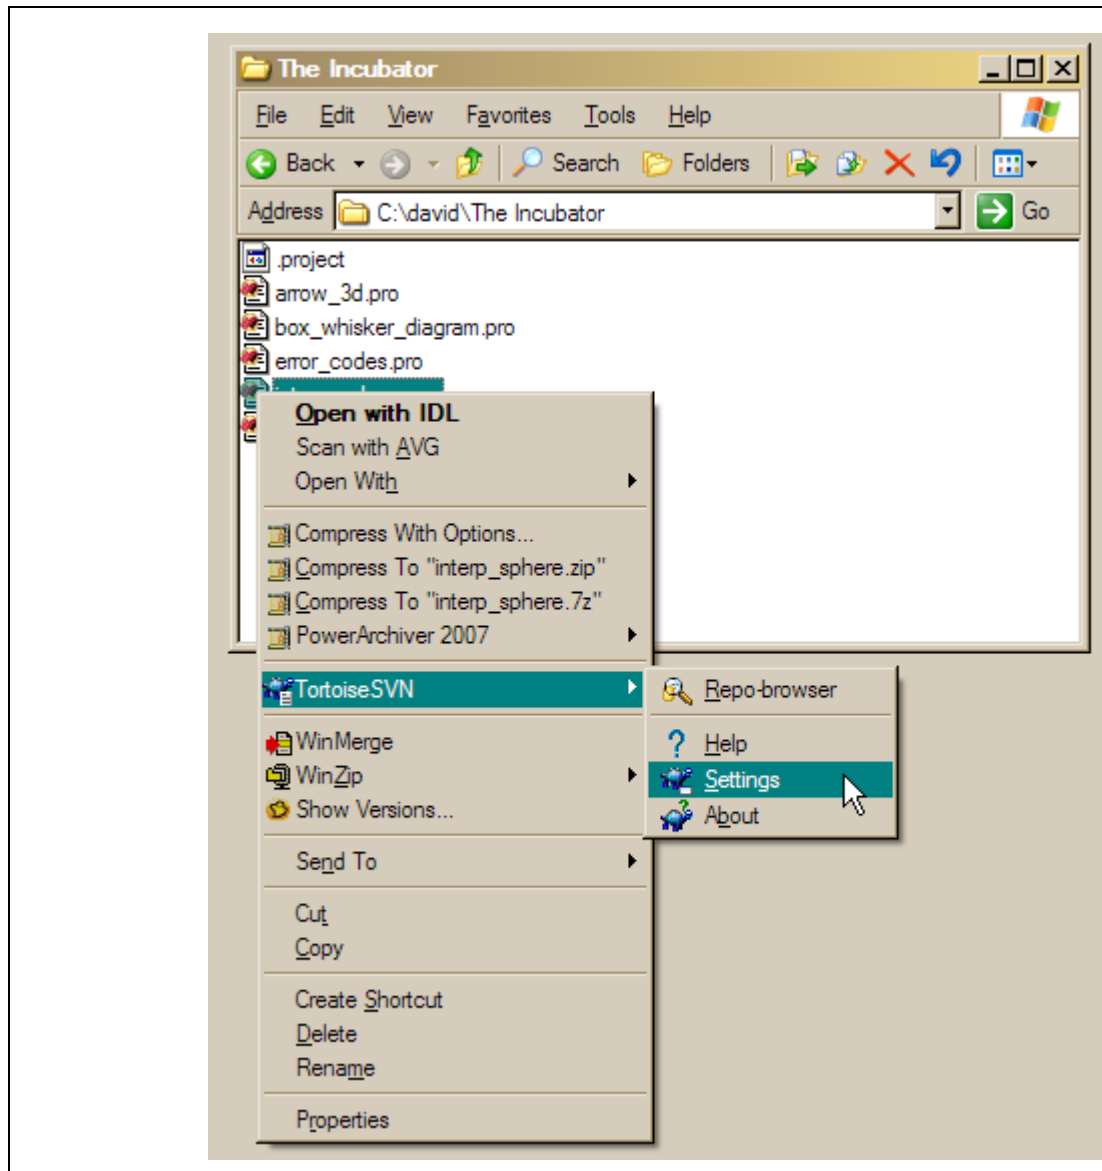 The Incubator
File Edit View Favorites Tools Help
Back Search Folders
Address C:\david\The Incubator Go
.project
arrow_3d.pro
box_whisker_diagram.pro
error_codes.pro
Open with IDL
Scan with AVG
Open With
Compress With Options...
Compress To "interp_sphere.zip"
Compress To "interp_sphere.7z"
PowerArchiver 2007
TortoiseSVN
WinMerge
WinZip
Show Versions...
Send To
Cut
Copy
Create Shortcut
Delete
Rename
Properties
Repo-browser
Help
Settings
About